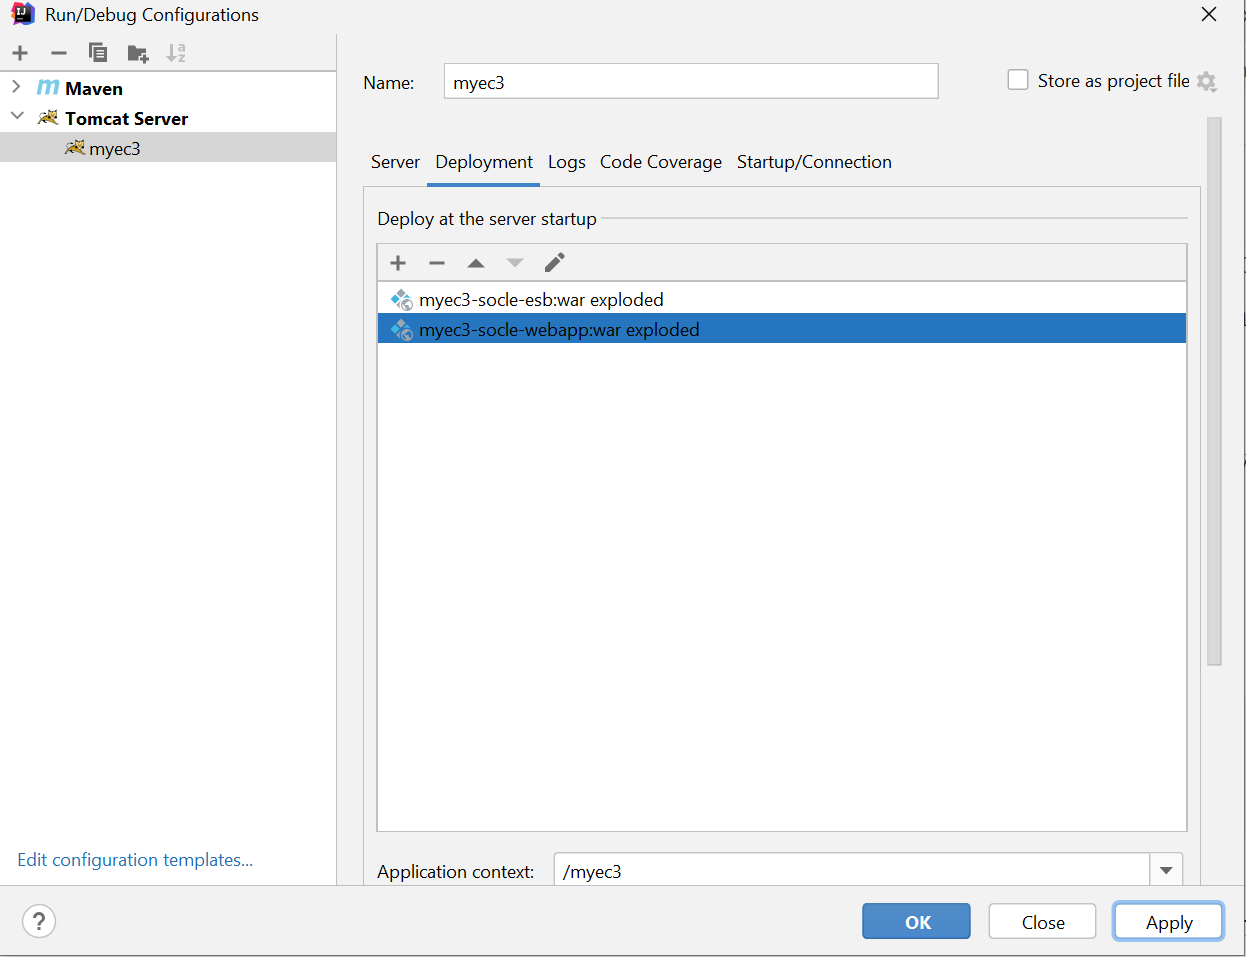 Run/Debug Configurations
Maven
Tomcat Server
myec3
Edit configuration templates...
Name: myec3 Store as project file
Server Deployment Logs Code Coverage Startup/Connection
Deploy at the server startup
myec3-socle-esb:war exploded
myec3-socle-webapp:war exploded
Application context: /myec3
? OK Close Apply